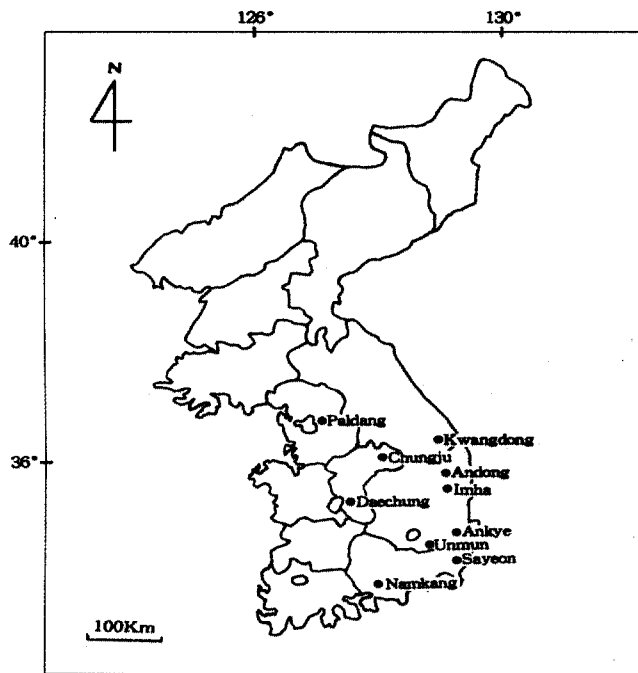 126°
130°
N
40°
Paldang
Kwangdong
36°
Chungju
Andong
Imha
Daechung
Ankye
Unmun
Sayeon
Namkang
100Km